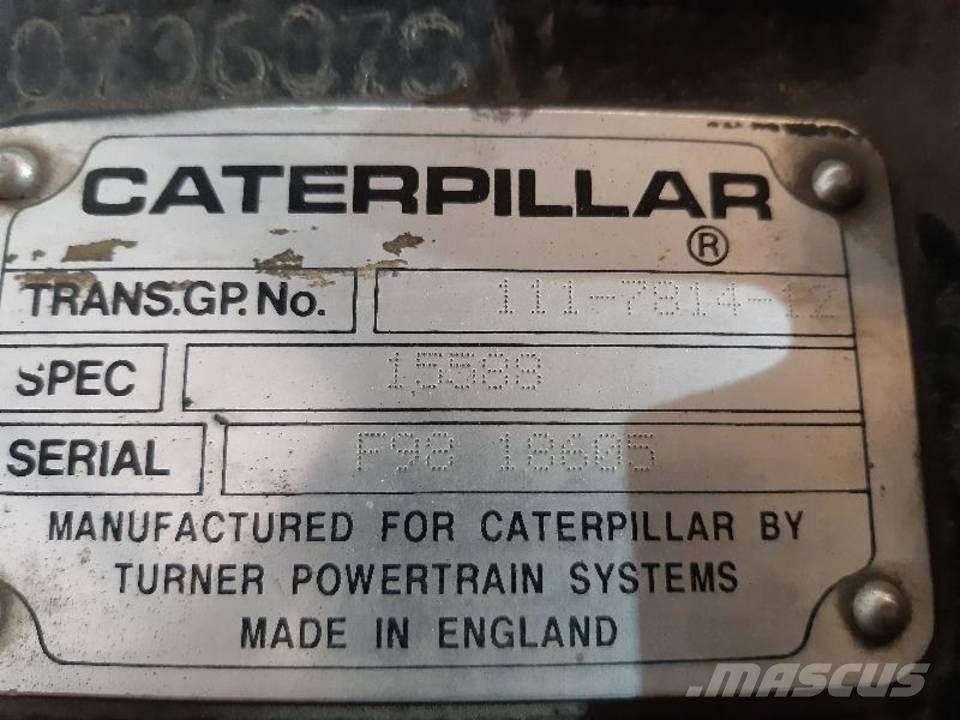 CATERPILLAR
®
TRANS.GP.No. 111-7814-12
SPEC 15588
SERIAL F98 18605
MANUFACTURED FOR CATERPILLAR BY
TURNER POWERTRAIN SYSTEMS
MADE IN ENGLAND
MASCUS